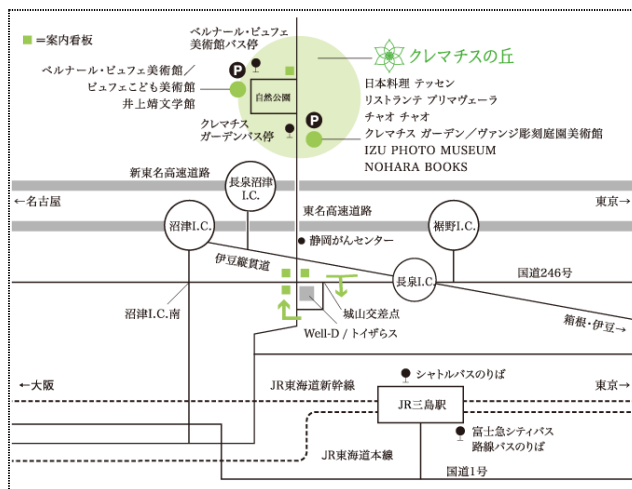 ＝案内看板
ベルナール・ビュフェ
美術館バス停
クレマチスの丘
P
ベルナール・ビュフェ美術館／
ビュフェこども美術館
井上靖文学館
自然公園
日本料理 テッセン
リストランテ プリマヴェーラ
チャオ チャオ
クレマチス ガーデン／ヴァンジ彫刻庭園美術館
IZU PHOTO MUSEUM
NOHARA BOOKS
P
クレマチス
ガーデンバス停
新東名高速道路
長泉沼津
I.C.
←名古屋
東京→
東名高速道路
沼津I.C.
裾野I.C.
静岡がんセンター
伊豆縦貫道
長泉I.C.
国道246号
沼津I.C.南
城山交差点
Well-D / トイザらス
箱根・伊豆→
←大阪
JR東海道新幹線
シャトルバスのりば
東京→
JR三島駅
富士急シティバス
路線バスのりば
JR東海道本線
国道1号